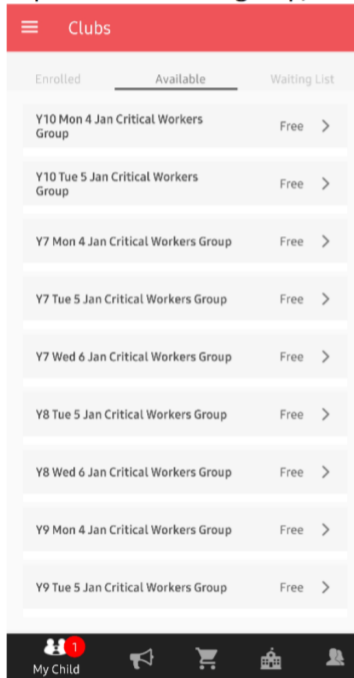 Clubs
Enrolled Available Waiting List
Y10 Mon 4 Jan Critical Workers
Group
Free
Y10 Tue 5 Jan Critical Workers
Group
Free
Y7 Mon 4 Jan Critical Workers Group Free
Y7 Tue 5 Jan Critical Workers Group Free
Y7 Wed 6 Jan Critical Workers Group Free
Y8 Tue 5 Jan Critical Workers Group Free
Y8 Wed 6 Jan Critical Workers Group Free
Y9 Mon 4 Jan Critical Workers Group Free
Y9 Tue 5 Jan Critical Workers Group Free
1
My Child